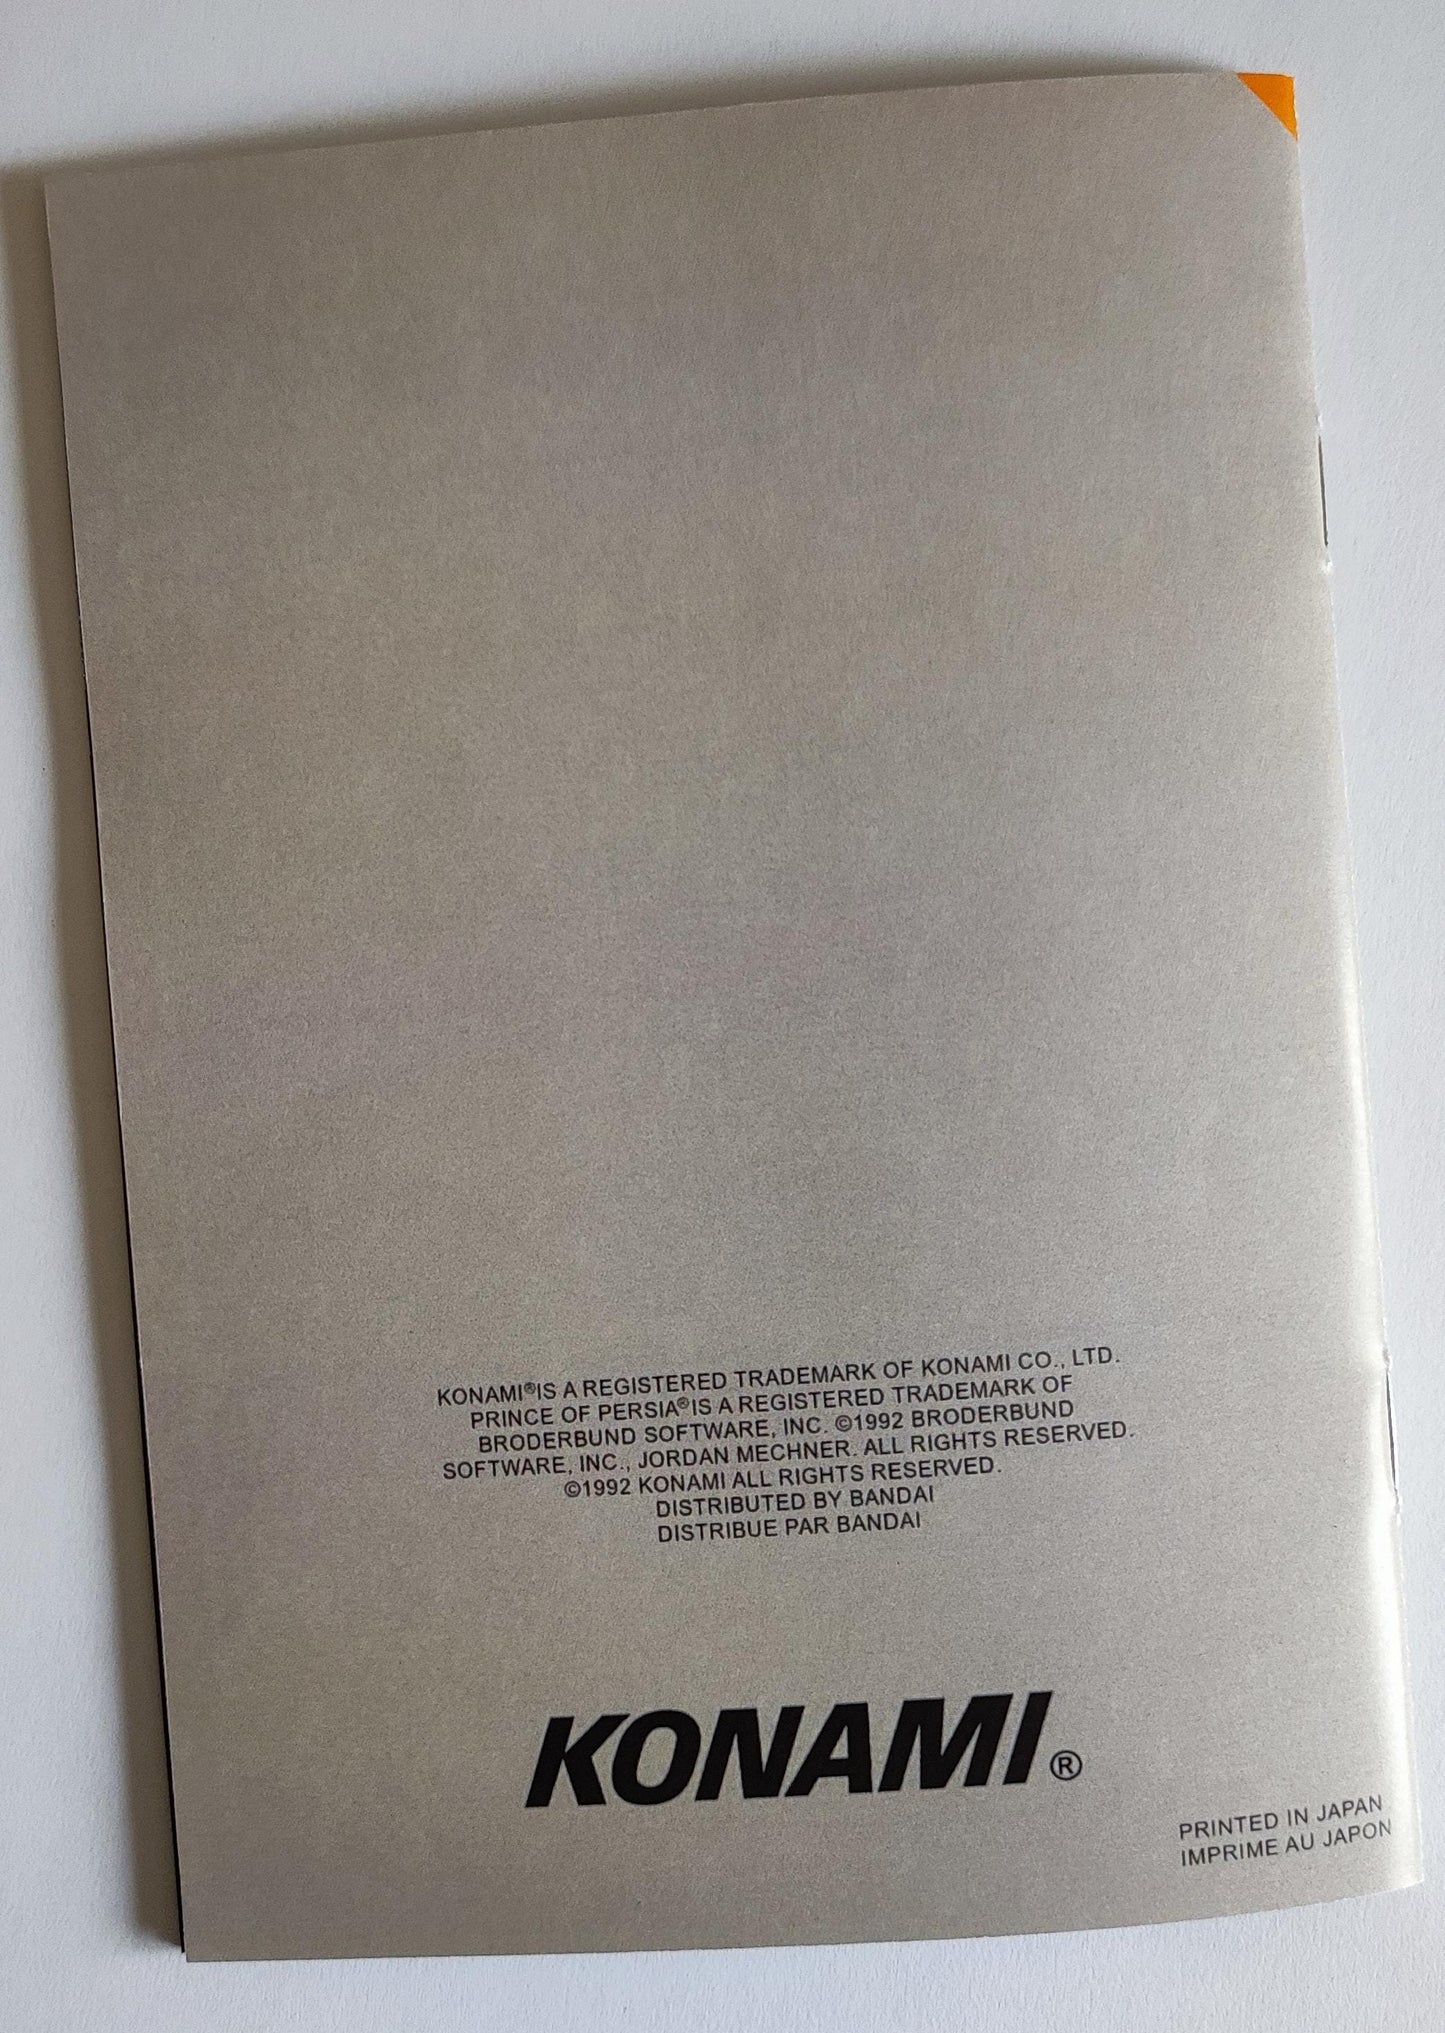 KONAMI®IS A REGISTERED TRADEMARK OF KONAMI CO., LTD.
PRINCE OF PERSIA®IS A REGISTERED TRADEMARK OF
BRODERBUND SOFTWARE, INC. ©1992 BRODERBUND
SOFTWARE, INC., JORDAN MECHNER. ALL RIGHTS RESERVED.
©1992 KONAMI ALL RIGHTS RESERVED.
DISTRIBUTED BY BANDAI
DISTRIBUE PAR BANDAI
KONAMI®
PRINTED IN JAPAN
IMPRIME AU JAPON